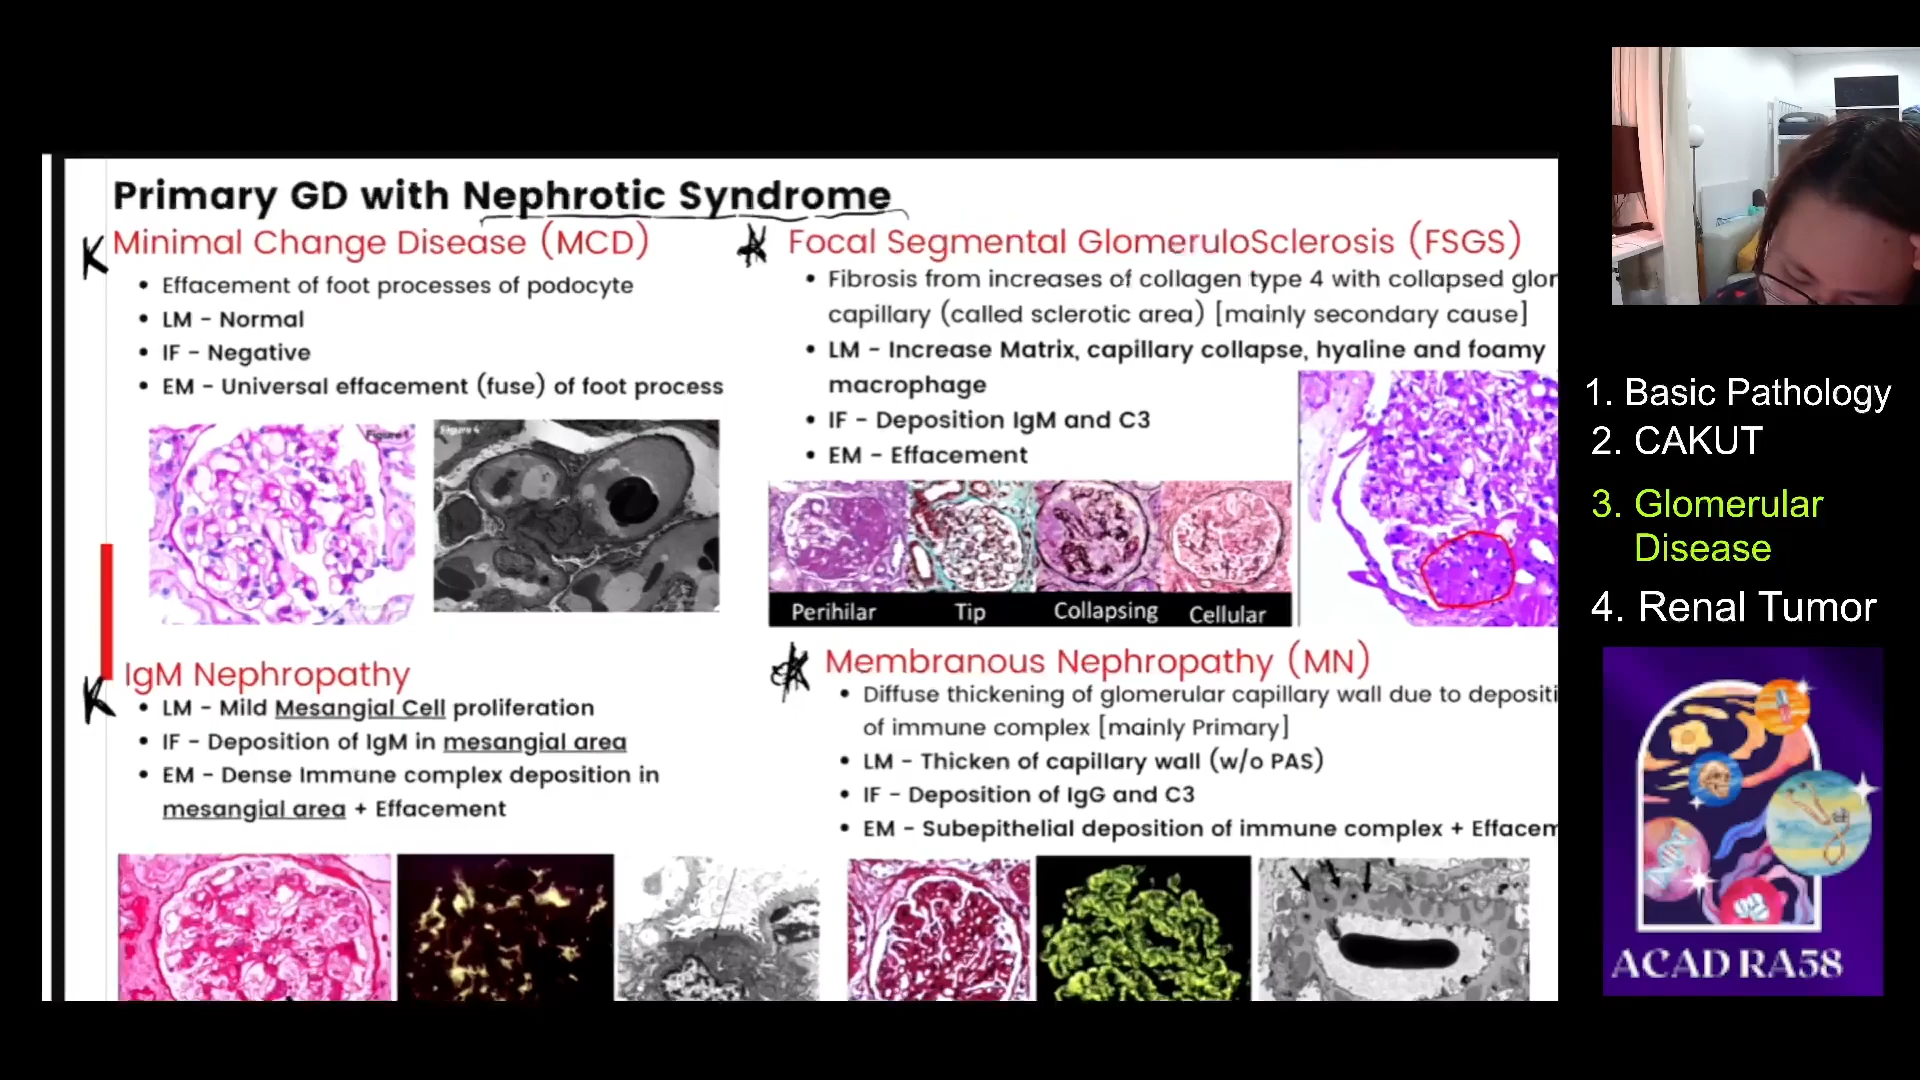 Primary GD with Nephrotic Syndrome
K Minimal Change Disease (MCD)
• Effacement of foot processes of podocyte
• LM - Normal
• IF - Negative
• EM - Universal effacement (fuse) of foot process
Figure 4
Focal Segmental GlomeruloSclerosis (FSGS)
• Fibrosis from increases of collagen type 4 with collapsed glor
capillary (called sclerotic area) [mainly secondary cause]
• LM - Increase Matrix, capillary collapse, hyaline and foamy
macrophage
• IF - Deposition IgM and C3
• EM - Effacement
Perihilar Tip Collapsing Cellular
K IgM Nephropathy
• LM - Mild Mesangial Cell proliferation
• IF - Deposition of IgM in mesangial area
• EM - Dense Immune complex deposition in
mesangial area + Effacement
Membranous Nephropathy (MN)
• Diffuse thickening of glomerular capillary wall due to depositi
of immune complex [mainly Primary]
• LM - Thicken of capillary wall (w/o PAS)
• IF - Deposition of IgG and C3
• EM - Subepithelial deposition of immune complex + Effacem
1. Basic Pathology
2. CAKUT
3. Glomerular
Disease
4. Renal Tumor
ACAD RA58